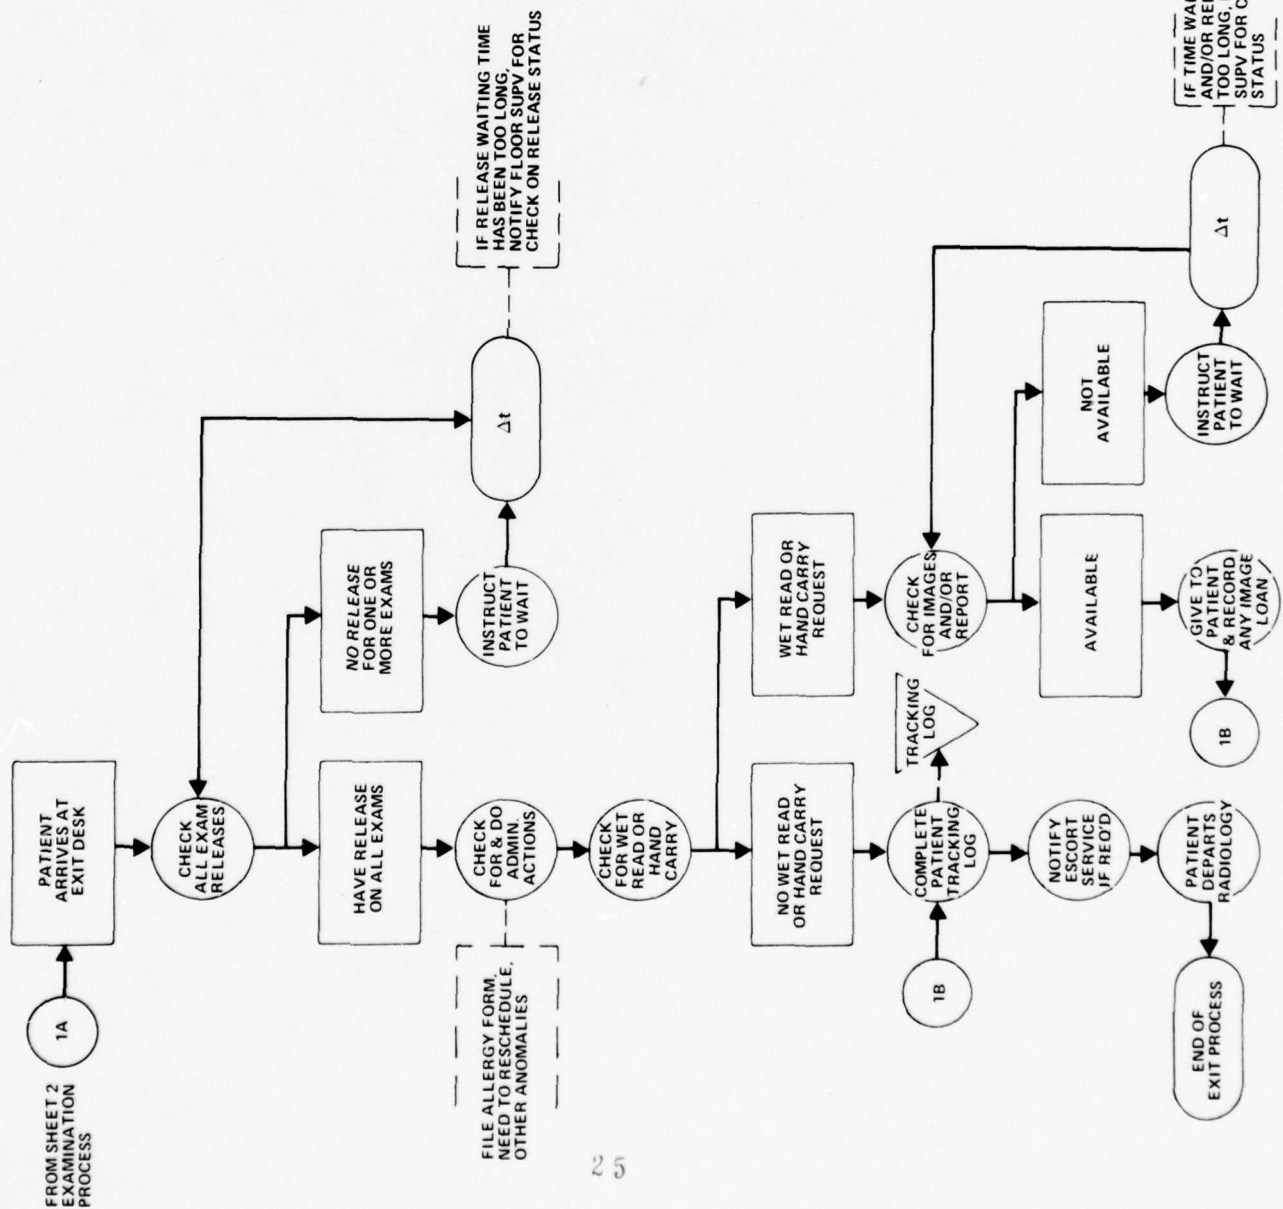 FROM SHEET 2
EXAMINATION
PROCESS
1A
PATIENT
ARRIVES AT
EXIT DESK
CHECK
ALL EXAM
RELEASES
HAVE RELEASE
ON ALL EXAMS
NO RELEASE
FOR ONE OR
MORE EXAMS
FILE ALLERGY FORM,
NEED TO RESCHEDULE,
OTHER ANOMALIES
CHECK
FOR & DO
ADMIN.
ACTIONS
INSTRUCT
PATIENT
TO WAIT
Δt
IF RELEASE WAITING TIME
HAS BEEN TOO LONG,
NOTIFY FLOOR SUPV FOR
CHECK ON RELEASE STATUS
CHECK
FOR WET
READ OR
HAND
CARRY
NO WET READ
OR HAND CARRY
REQUEST
WET READ OR
HAND CARRY
REQUEST
1B
COMPLETE
PATIENT
TRACKING
LOG
TRACKING
LOG
CHECK
FOR IMAGES
AND/OR
REPORT
NOTIFY
ESCORT
SERVICE
IF REQ'D
AVAILABLE
NOT
AVAILABLE
END OF
EXIT PROCESS
PATIENT
DEPARTS
RADIOLOGY
1B
GIVE TO
PATIENT
& RECORD
ANY IMAGE
LOAN
INSTRUCT
PATIENT
TO WAIT
Δt
IF TIME
AND/OR
TOO LONG,
SUPV FOR
STATUS
25